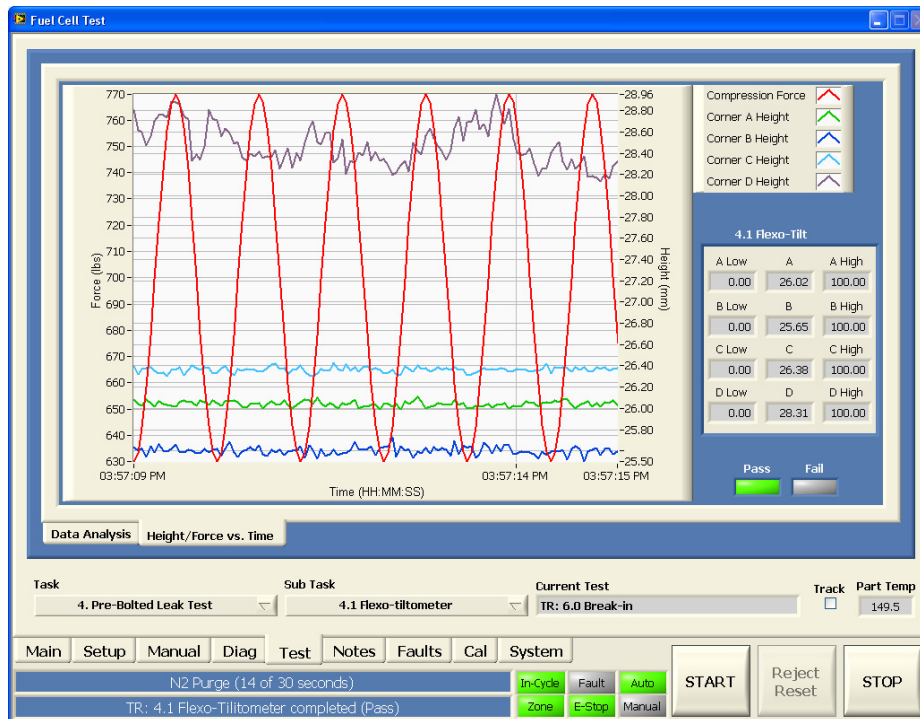 Fuel Cell Test
770
760
750
740
730
720
710
700
690
680
670
660
650
640
630
Force (lbs)
28.96
28.80
28.60
28.40
28.20
28.00
27.80
27.60
27.40
27.20
27.00
26.80
26.60
26.40
26.20
26.00
25.80
25.50
Height (mm)
03:57:09 PM
03:57:14 PM
03:57:15 PM
Time (HH:MM:SS)
Compression Force
Corner A Height
Corner B Height
Corner C Height
Corner D Height
4.1 Flexo-Tilt
A Low A A High
0.00 26.02 100.00
B Low B B High
0.00 25.65 100.00
C Low C C High
0.00 26.38 100.00
D Low D D High
0.00 28.31 100.00
Pass Fail
Data Analysis Height/Force vs. Time
Task Sub Task Current Test Track Part Temp
4. Pre-Bolted Leak Test 4.1 Flexo-tiltometer TR: 6.0 Break-in 149.5
Main Setup Manual Diag Test Notes Faults Cal System
N2 Purge (14 of 30 seconds)
TR: 4.1 Flexo-Tilitometer completed (Pass)
In-Cycle Fault Auto
Zone E-Stop Manual
START
Reject
Reset
STOP